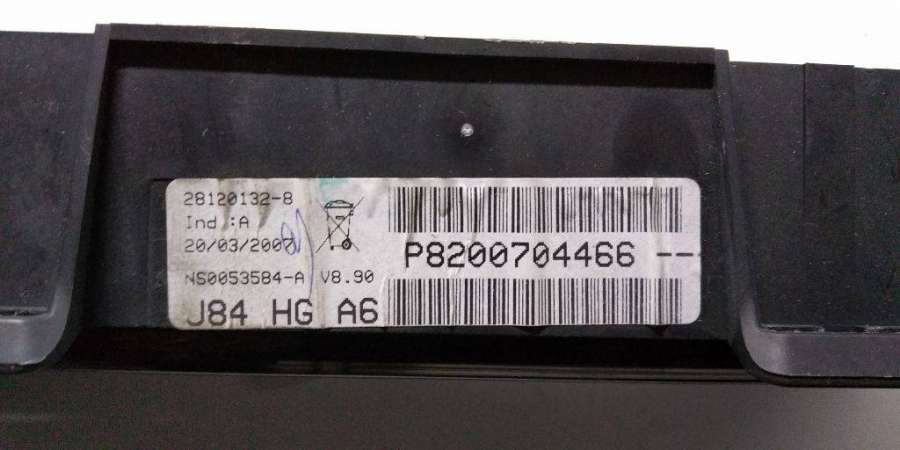 28120132-8
Ind :A
20/03/2007
NS0053584-A V8.90
J84 HG A6
P8200704466 --